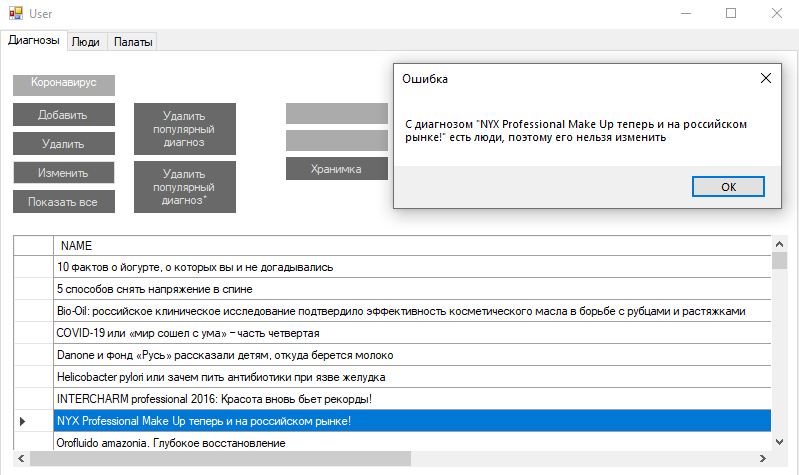 User
Диагнозы Люди Палаты
Ошибка
Коронавирус
С диагнозом "NYX Professional Make Up теперь и на российском
рынке!" есть люди, поэтому его нельзя изменить
Добавить
Удалить
популярный
диагноз
Удалить
Хранимка
Изменить
Удалить
популярный
диагноз*
OK
Показать все
NAME
10 фактов о йогурте, о которых вы и не догадывались
5 способов снять напряжение в спине
Bio-Oil: российское клиническое исследование подтвердило эффективность косметического масла в борьбе с рубцами и растяжками
COVID-19 или «мир сошел с ума» – часть четвертая
Danone и фонд «Русь» рассказали детям, откуда берется молоко
Helicobacter pylori или зачем пить антибиотики при язве желудка
INTERCHARM professional 2016: Красота вновь бьет рекорды!
NYX Professional Make Up теперь и на российском рынке!
Orofluido amazonia. Глубокое восстановление